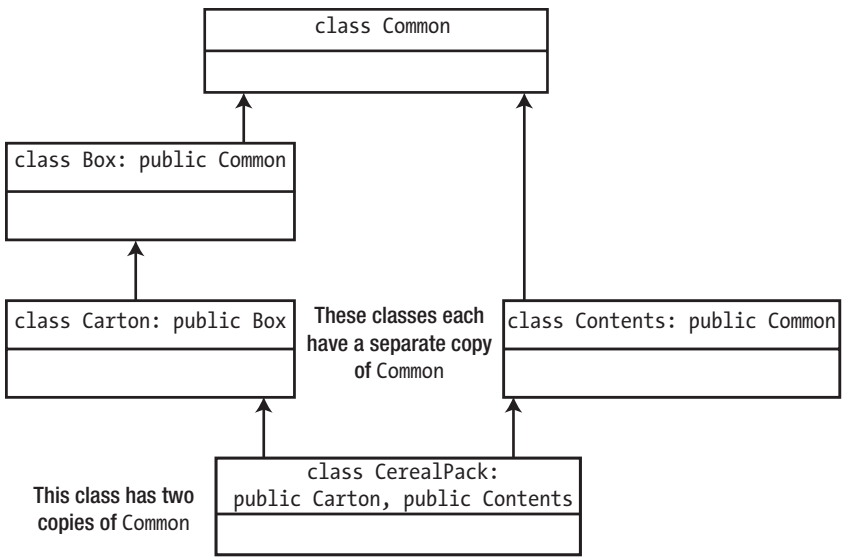 class Common
class Box: public Common
class Carton: public Box
These classes each
have a separate copy
of Common
class Contents: public Common
This class has two
copies of Common
class CerealPack:
public Carton, public Contents